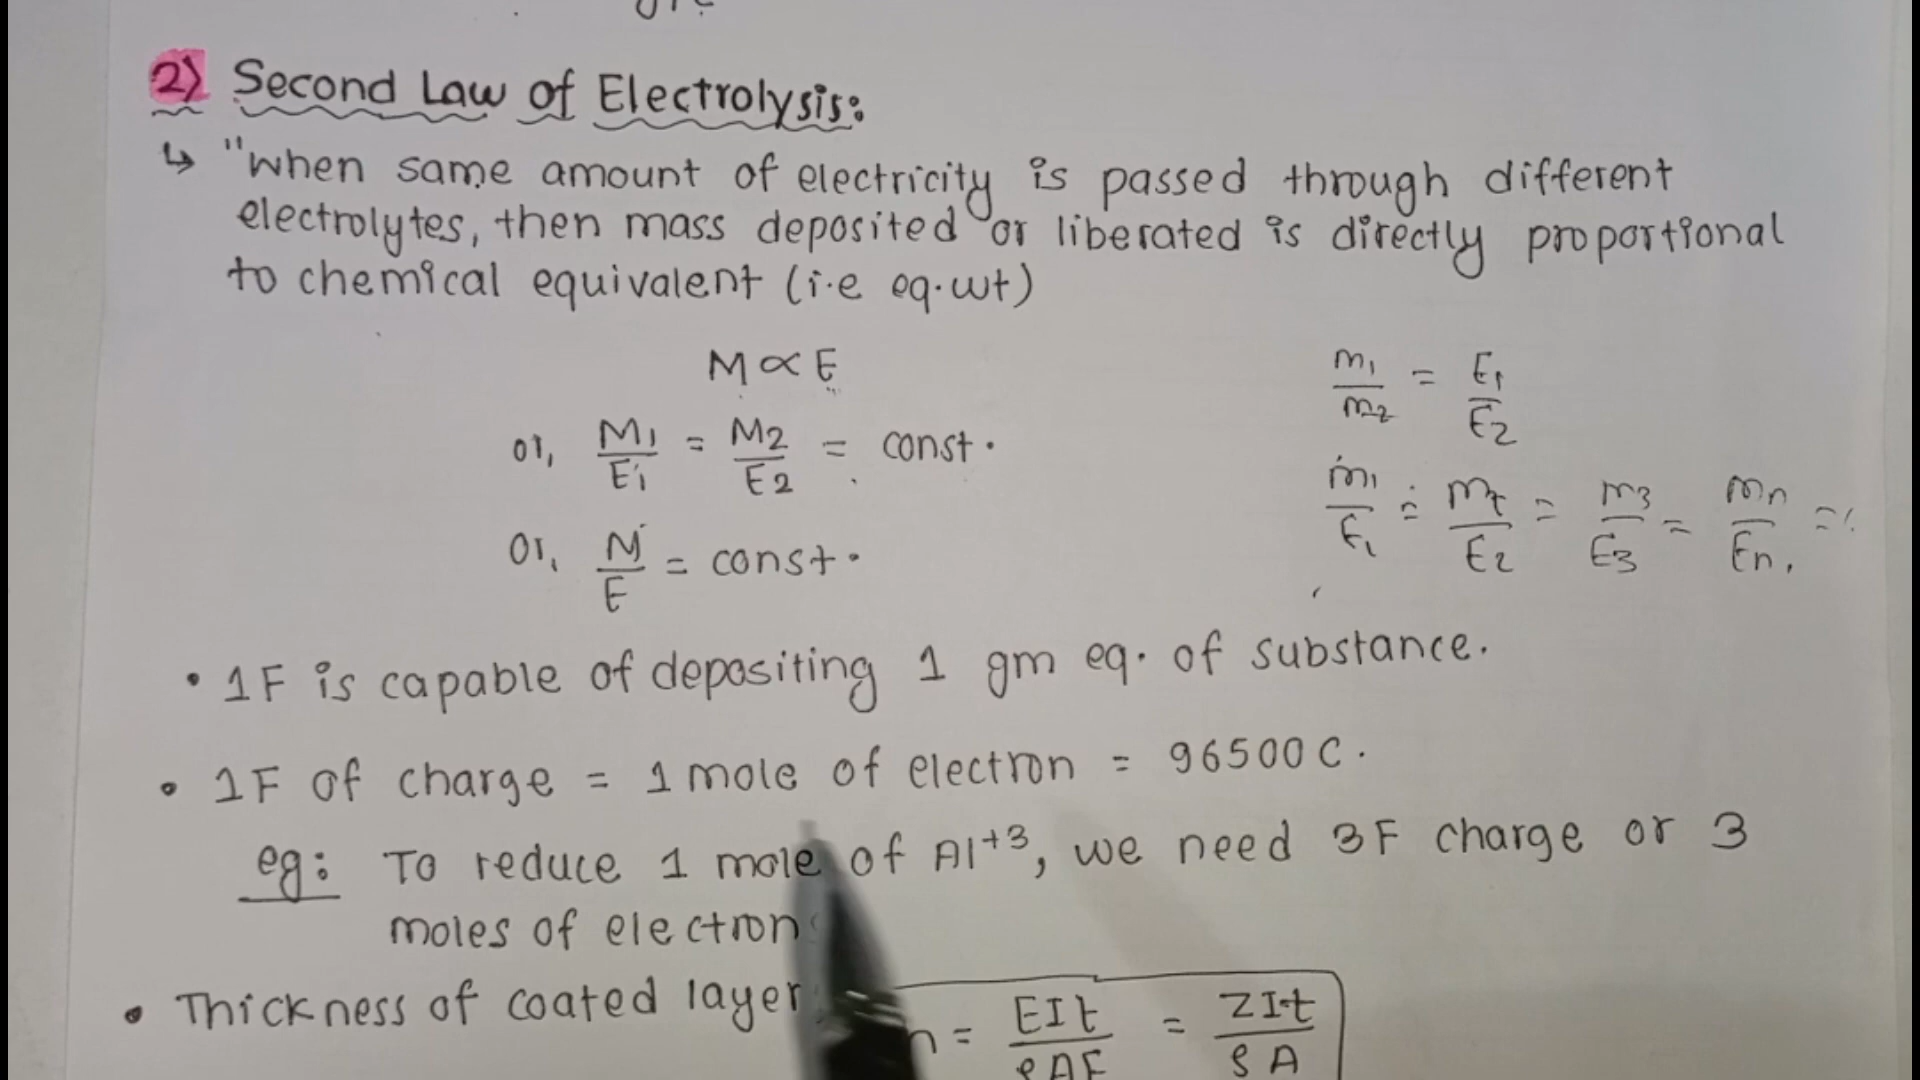 2) Second Law of Electrolysis:
↳ "When same amount of electricity is passed through different
electrolytes, then mass deposited or liberated is directly proportional
to chemical equivalent (i.e eq.wt)
M ∝ E
or, M1/E1 = M2/E2 = const.
or, M/E = const.
m1/m2 = E1/E2
m1/E1 = m2/E2 = m3/E3 = mn/En =
• 1F is capable of depositing 1 gm eq. of substance.
• 1F of charge = 1 mole of electron = 96500C.
eg: To reduce 1 mole of Al+3, we need 3F charge or 3
moles of electron
• Thickness of coated layer
= EIt/ρAF = ZIt/ρA